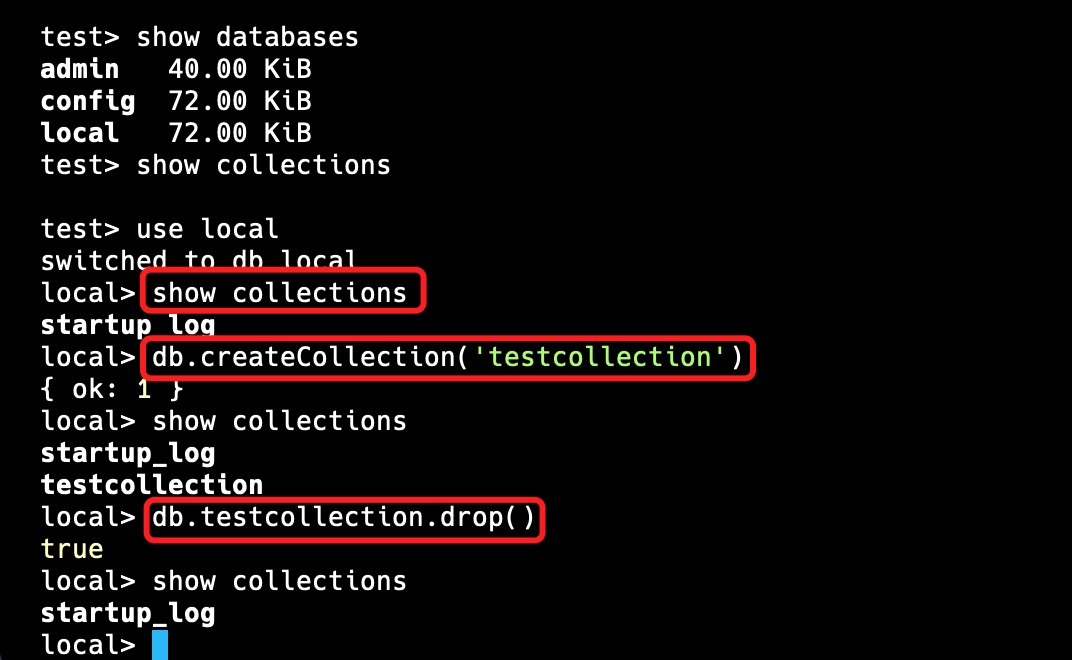 test> show databases
admin   40.00 KiB
config  72.00 KiB
local   72.00 KiB
test> show collections
test> use local
switched to db local
local> show collections
startup_log
local> db.createCollection('testcollection')
{ ok: 1 }
local> show collections
startup_log
testcollection
local> db.testcollection.drop()
true
local> show collections
startup_log
local>